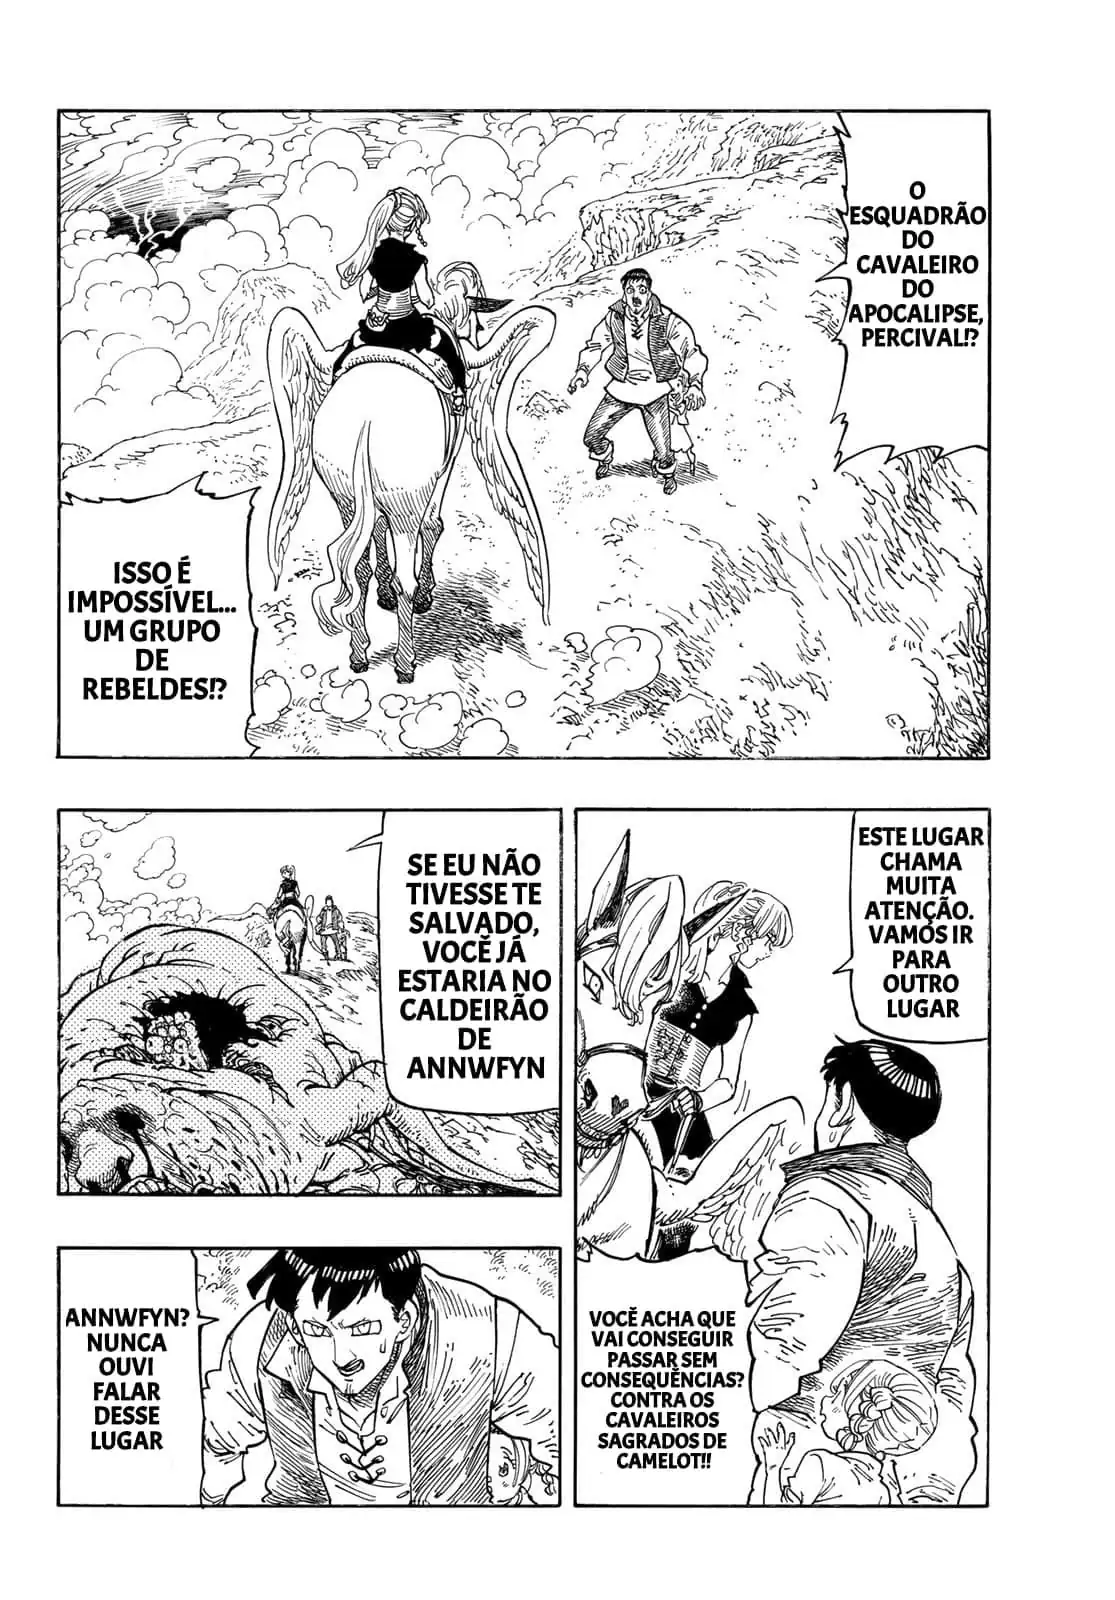 O
ESQUADRÃO
DO
CAVALEIRO
DO
APOCALIPSE,
PERCIVAL!?
ISSO É
IMPOSSÍVEL...
UM GRUPO
DE
REBELDES!?
ESTE LUGAR
CHAMA
MUITA
ATENÇÃO.
VAMOS IR
PARA
OUTRO
LUGAR
VOCÊ ACHA QUE
VAI CONSEGUIR
PASSAR SEM
CONSEQUÊNCIAS?
CONTRA OS
CAVALEIROS
SAGRADOS DE
CAMELOT!!
SE EU NÃO
TIVESSE TE
SALVADO,
VOCÊ JÁ
ESTARIA NO
CALDEIRÃO
DE
ANNWFYN
ANNWFYN?
NUNCA
OUVI
FALAR
DESSE
LUGAR